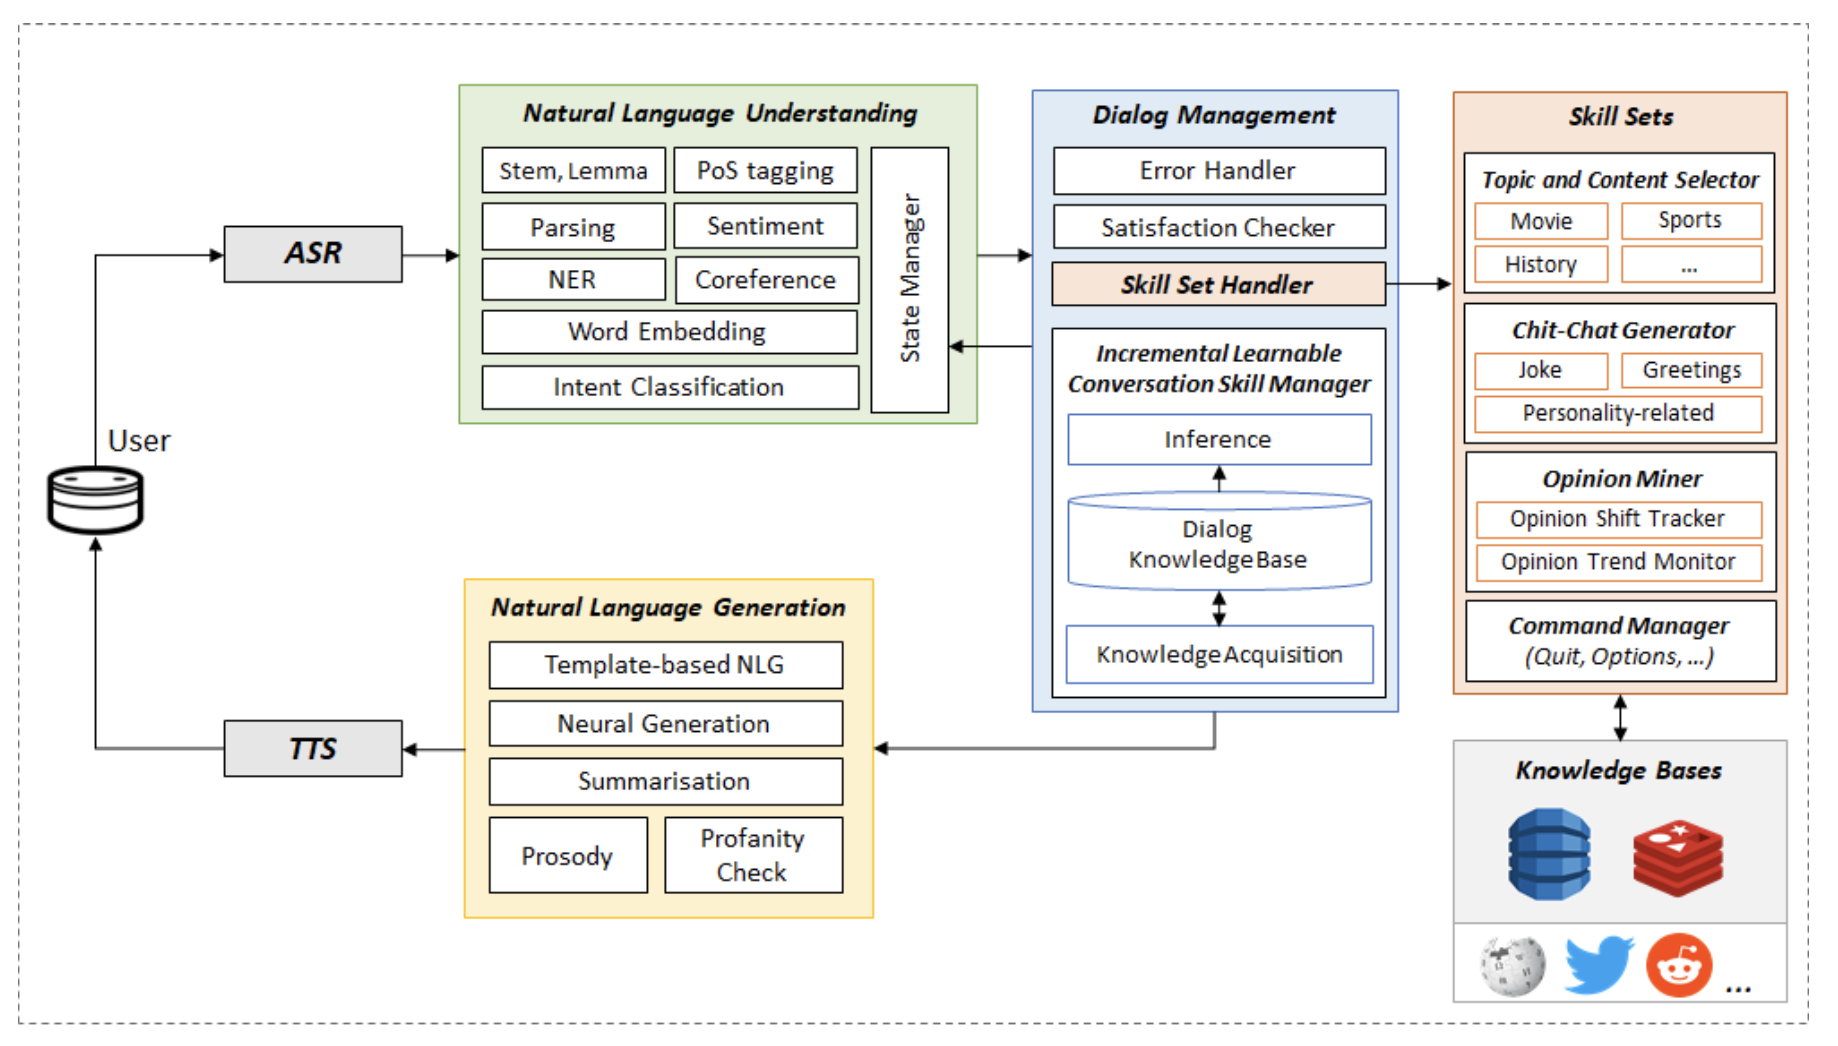 User
ASR
Natural Language Understanding
Stem, Lemma
PoS tagging
Parsing
Sentiment
NER
Coreference
Word Embedding
Intent Classification
State Manager
Dialog Management
Error Handler
Satisfaction Checker
Skill Set Handler
Incremental Learnable
Conversation Skill Manager
Inference
Dialog
KnowledgeBase
KnowledgeAcquisition
Skill Sets
Topic and Content Selector
Movie
Sports
History
...
Chit-Chat Generator
Joke
Greetings
Personality-related
Opinion Miner
Opinion Shift Tracker
Opinion Trend Monitor
Command Manager
(Quit, Options, ...)
Knowledge Bases
...
Natural Language Generation
Template-based NLG
Neural Generation
Summarisation
Prosody
Profanity
Check
TTS